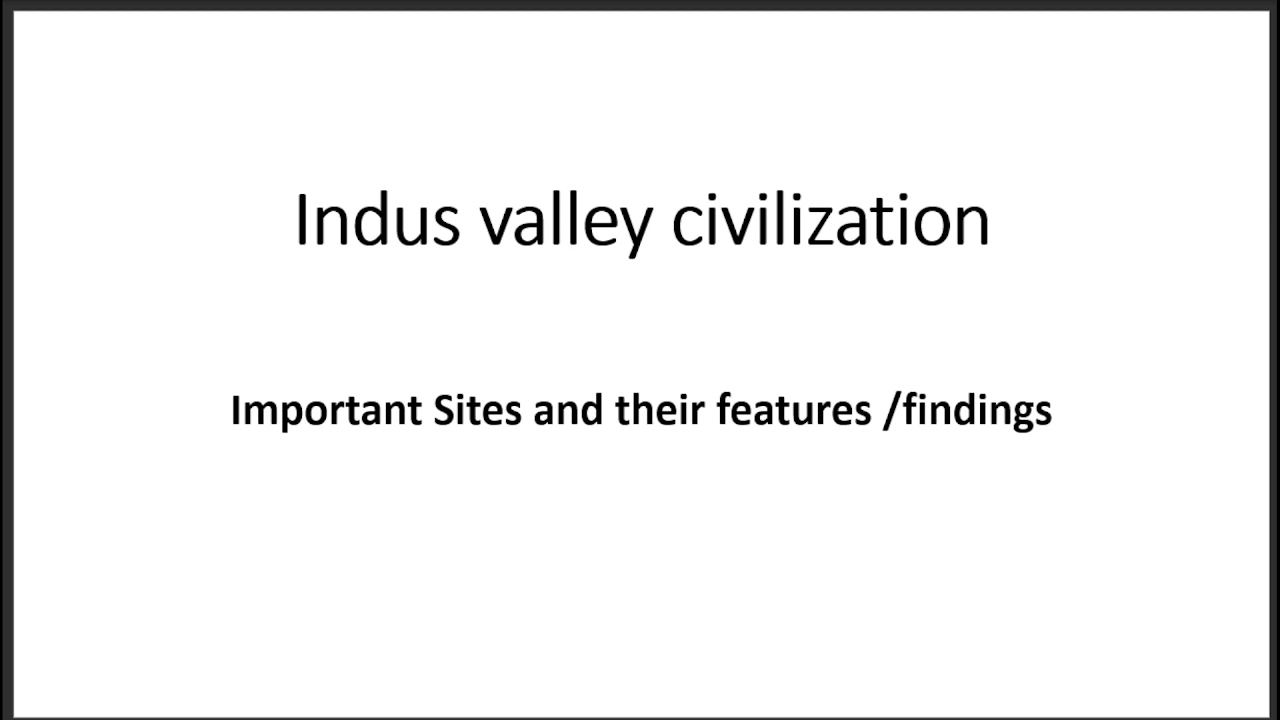 Indus valley civilization
Important Sites and their features /findings